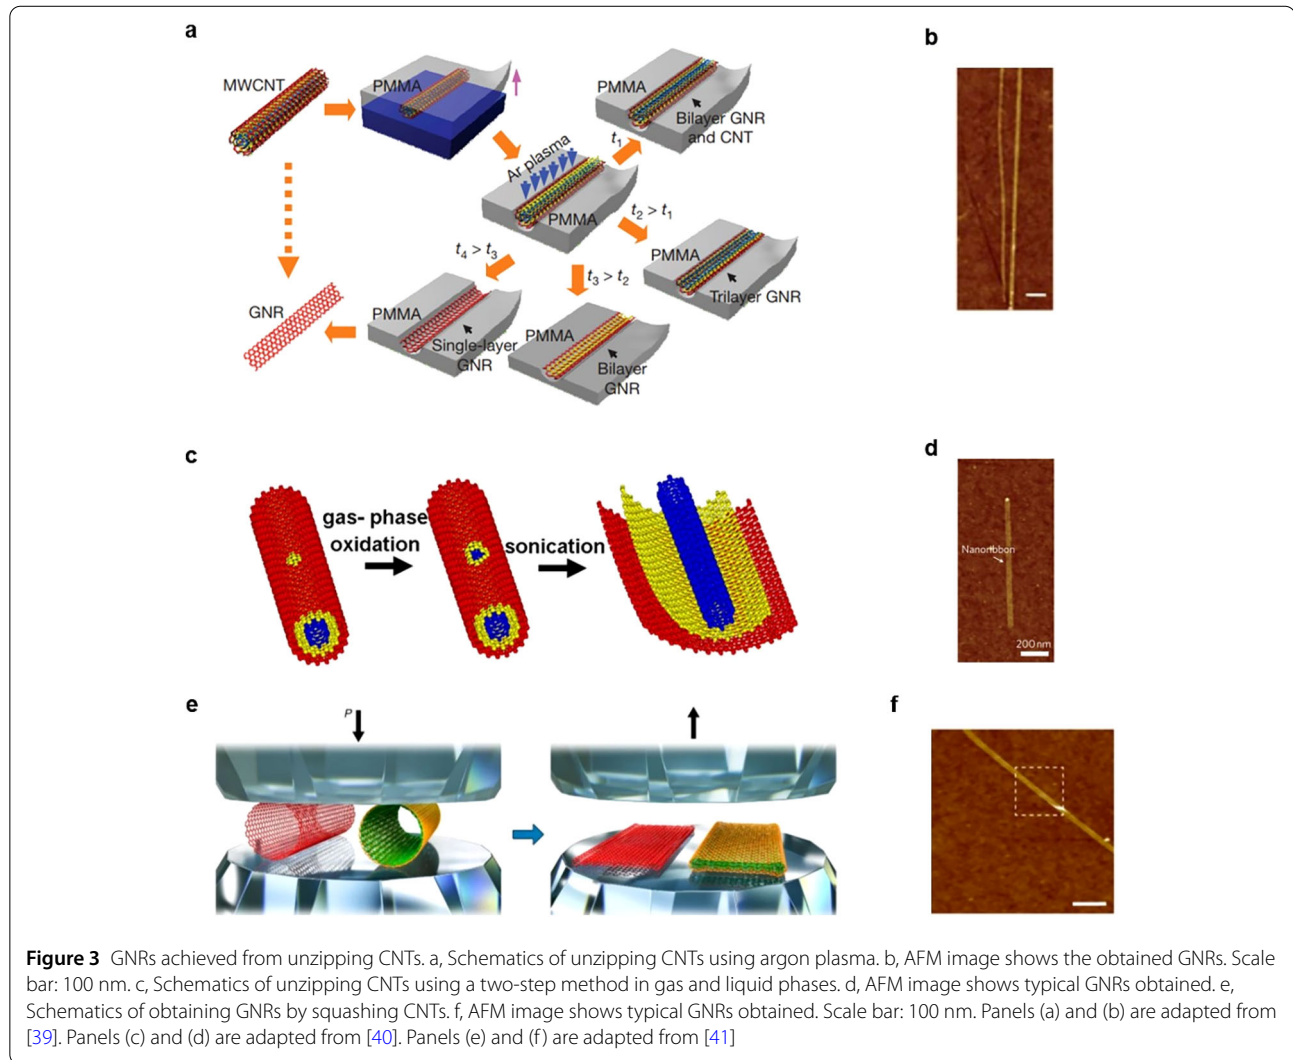 a
MWCNT
PMMA
PMMA
Bilayer GNR
and CNT
t1
Ar plasma
PMMA
t2 > t1
PMMA
Trilayer GNR
t4 > t3
t3 > t2
GNR
PMMA
Single-layer
GNR
PMMA
Bilayer
GNR
b
c
gas- phase
oxidation
sonication
d
Nanoribbon
200 nm
e
P
f
Figure 3 GNRs achieved from unzipping CNTs. a, Schematics of unzipping CNTs using argon plasma. b, AFM image shows the obtained GNRs. Scale
bar: 100 nm. c, Schematics of unzipping CNTs using a two-step method in gas and liquid phases. d, AFM image shows typical GNRs obtained. e,
Schematics of obtaining GNRs by squashing CNTs. f, AFM image shows typical GNRs obtained. Scale bar: 100 nm. Panels (a) and (b) are adapted from
[39]. Panels (c) and (d) are adapted from [40]. Panels (e) and (f) are adapted from [41]